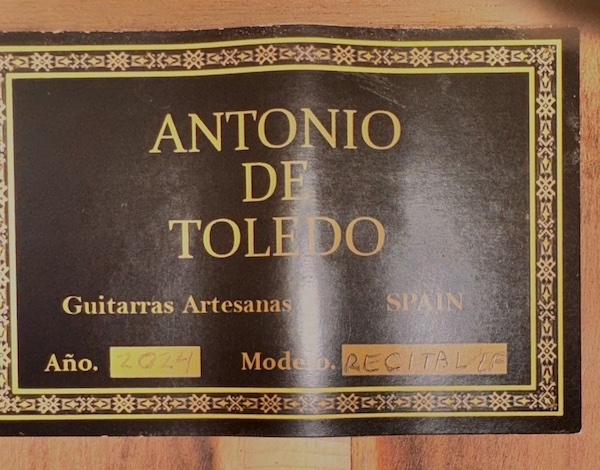 ANTONIO
DE
TOLEDO
Guitarras Artesanas SPAIN
Año. 2024 Modelo. RECITAL LF